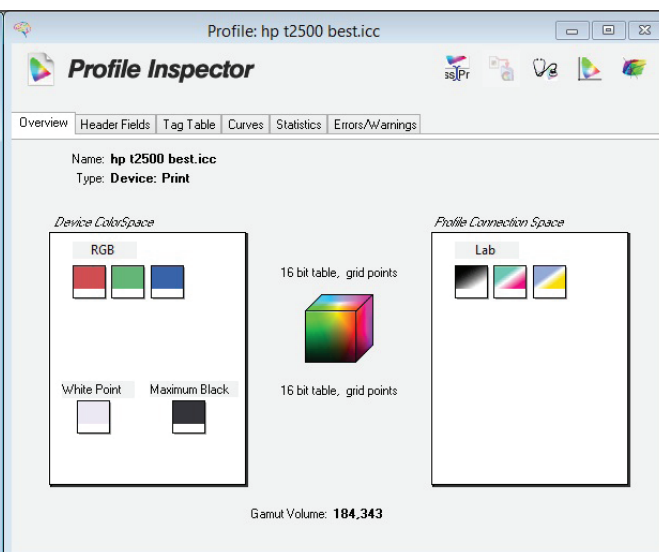 Profile: hp t2500 best.icc
Profile Inspector
Overview Header Fields Tag Table Curves Statistics Errors/Warnings
Name: hp t2500 best.icc
Type: Device: Print
Device ColorSpace Profile Connection Space
RGB Lab
16 bit table, grid points
White Point Maximum Black 16 bit table, grid points
Gamut Volume: 184,343